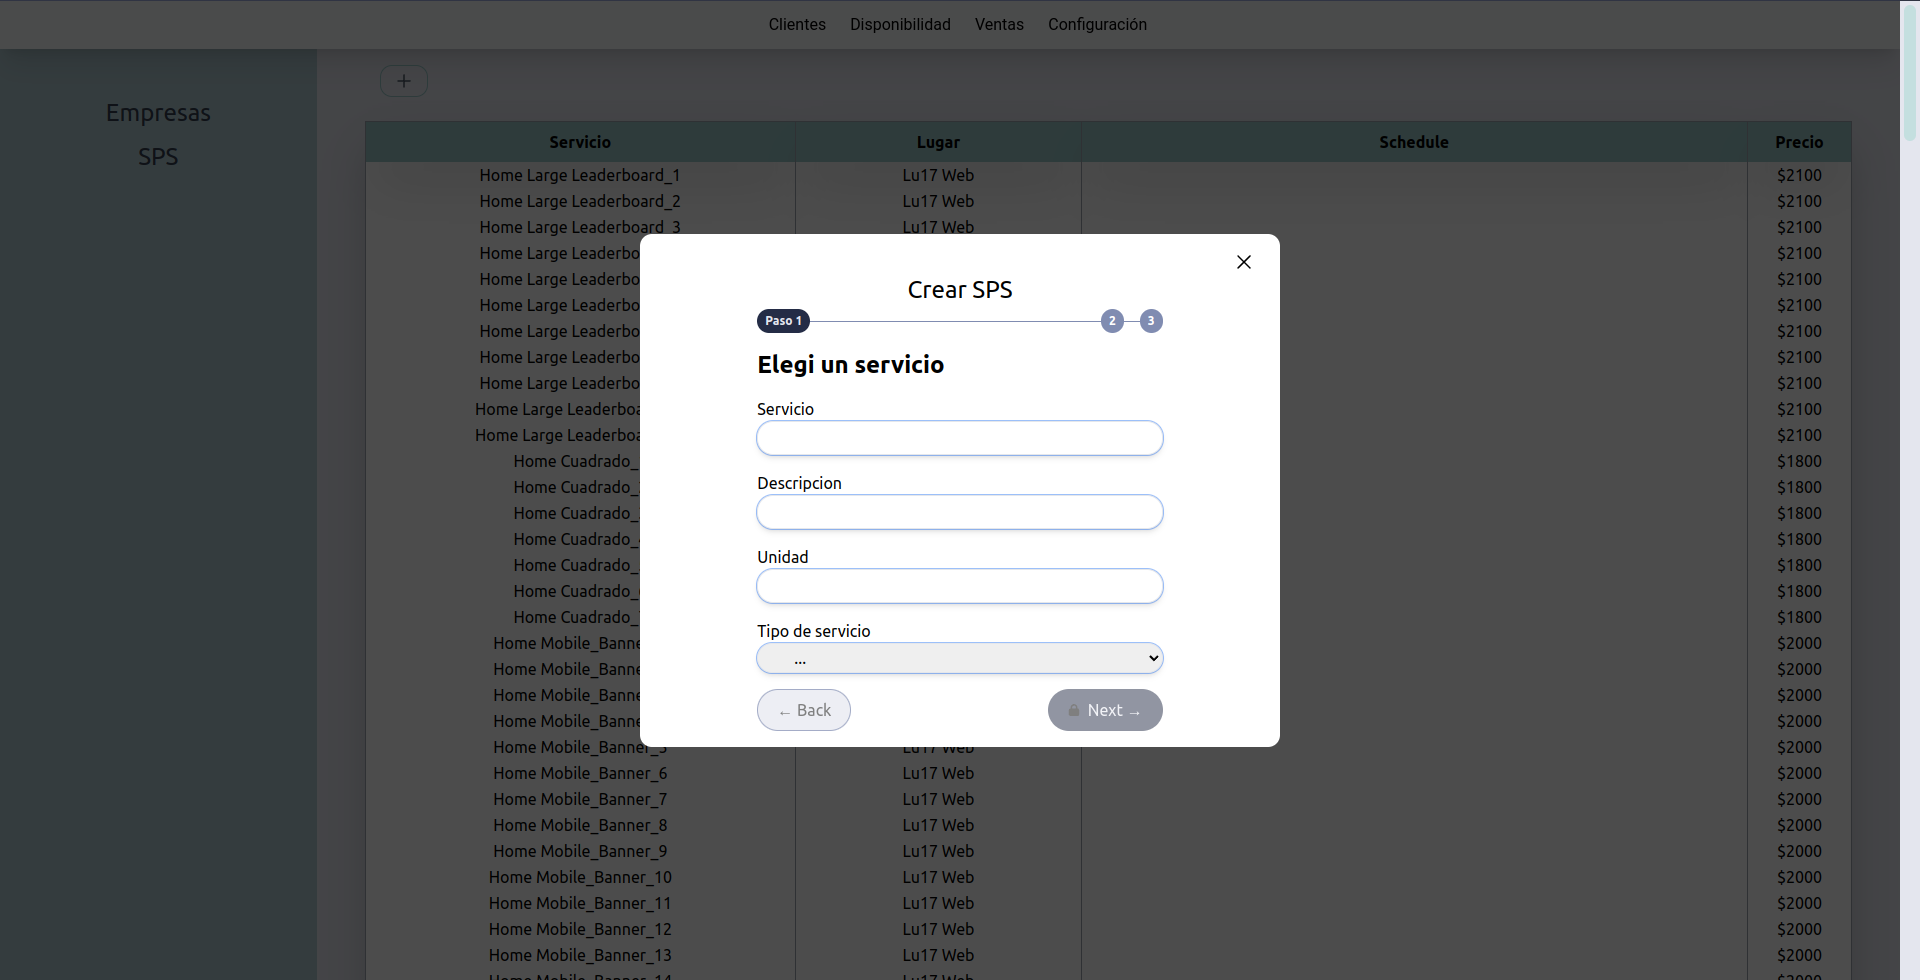 Clientes Disponibilidad Ventas Configuración
Empresas
SPS
+
Servicio Lugar Schedule Precio
Home Large Leaderboard_1 Lu17 Web $2100
Home Large Leaderboard_2 Lu17 Web $2100
Home Large Leaderboard_3 Lu17 Web $2100
Home Large Leaderbo $2100
Home Large Leaderbo $2100
Home Large Leaderbo $2100
Home Large Leaderbo $2100
Home Large Leaderbo $2100
Home Large Leaderbo $2100
Home Large Leaderboa $2100
Home Large Leaderboa $2100
Home Cuadrado_ $1800
Home Cuadrado_ $1800
Home Cuadrado_ $1800
Home Cuadrado_ $1800
Home Cuadrado_ $1800
Home Cuadrado_ $1800
Home Cuadrado_ $1800
Home Mobile_Banne $2000
Home Mobile_Banne $2000
Home Mobile_Banne $2000
Home Mobile_Banne $2000
Home Mobile_Banner_5 Lu17 Web $2000
Home Mobile_Banner_6 Lu17 Web $2000
Home Mobile_Banner_7 Lu17 Web $2000
Home Mobile_Banner_8 Lu17 Web $2000
Home Mobile_Banner_9 Lu17 Web $2000
Home Mobile_Banner_10 Lu17 Web $2000
Home Mobile_Banner_11 Lu17 Web $2000
Home Mobile_Banner_12 Lu17 Web $2000
Home Mobile_Banner_13 Lu17 Web $2000
Home Mobile_Banner_14 Lu17 Web $2000
Crear SPS
Paso 1 2 3
Elegi un servicio
Servicio
Descripcion
Unidad
Tipo de servicio
...
← Back Next →